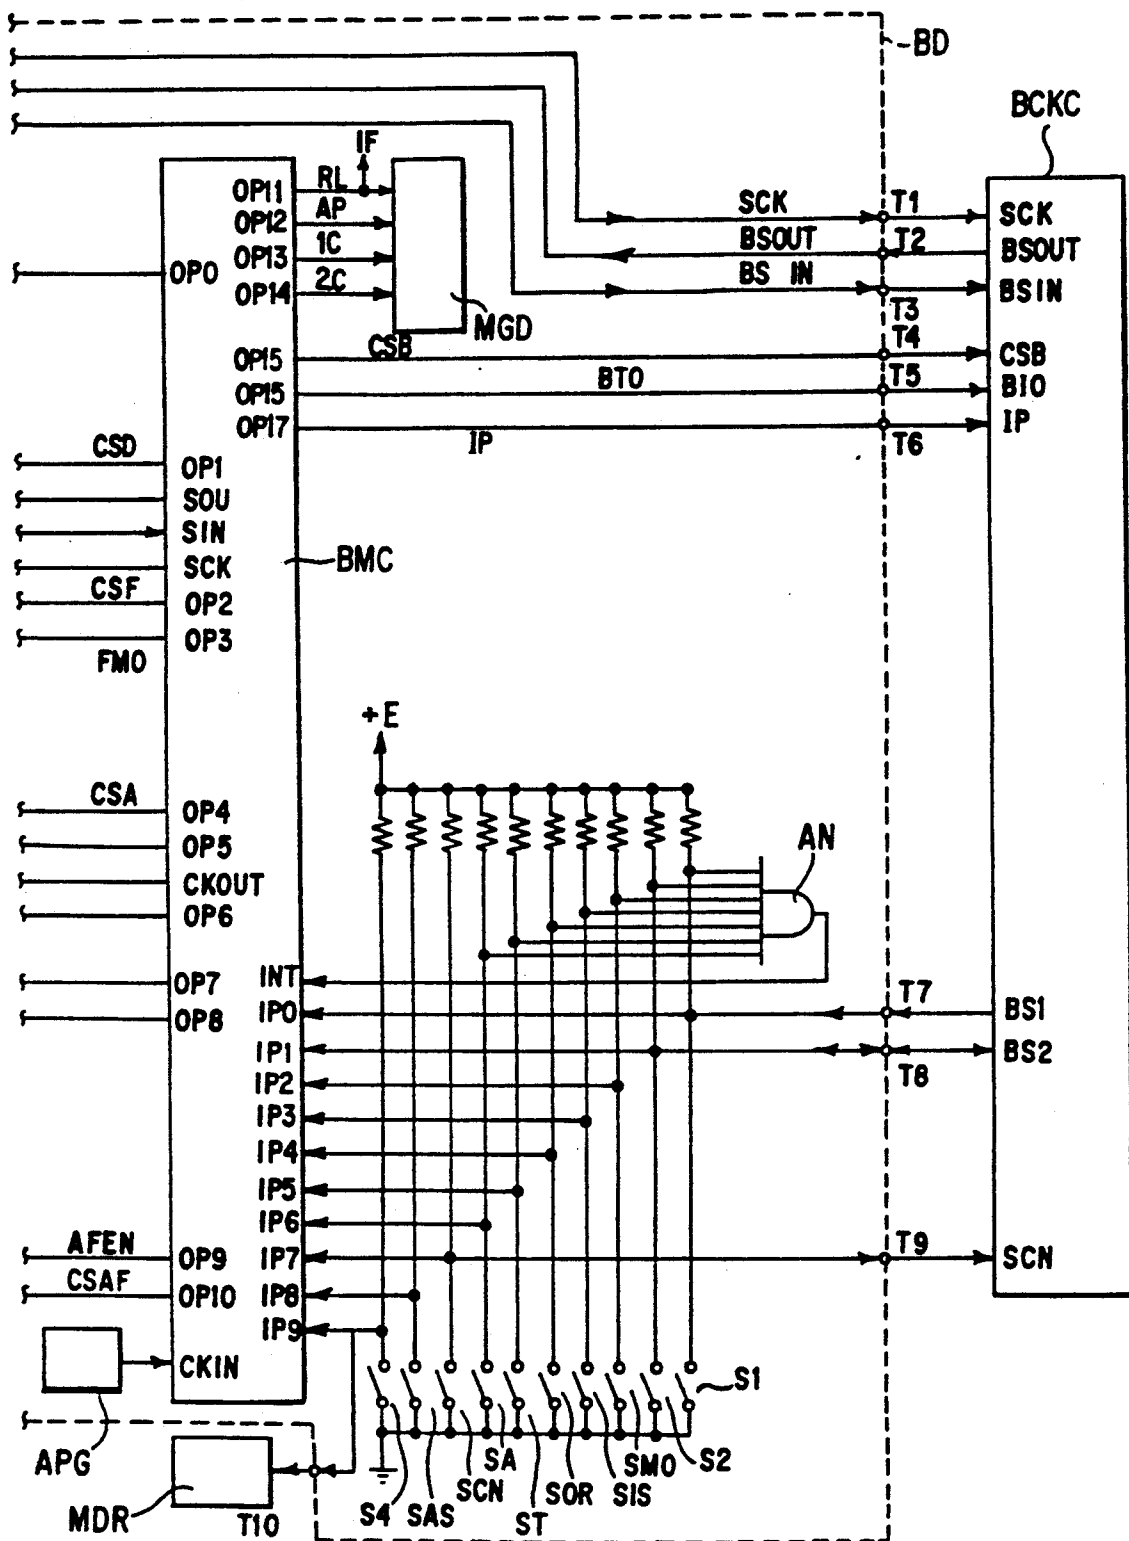 BD
BCKC
IF
OP11 RL
OP12 AP
OP13 1C
OP14 2C
OP0
MGD
SCK T1 SCK
BSOUT T2 BSOUT
BS IN T3 BSIN
OP15 CSB T4 CSB
OP15 BTO T5 BIO
OP17 IP T6 IP
CSD OP1
SOU
SIN
SCK
BMC
CSF OP2
OP3
FMO
+E
CSA OP4
OP5
CKOUT
OP6
AN
OP7 INT
OP8 IP0 T7 BS1
IP1 T8 BS2
IP2
IP3
IP4
IP5
IP6
AFEN OP9 IP7 T9 SCN
CSAF OP10 IP8
IP9
CKIN
S1
APG
MDR
T10
S4 SAS SCN SA ST SOR SIS SMO S2